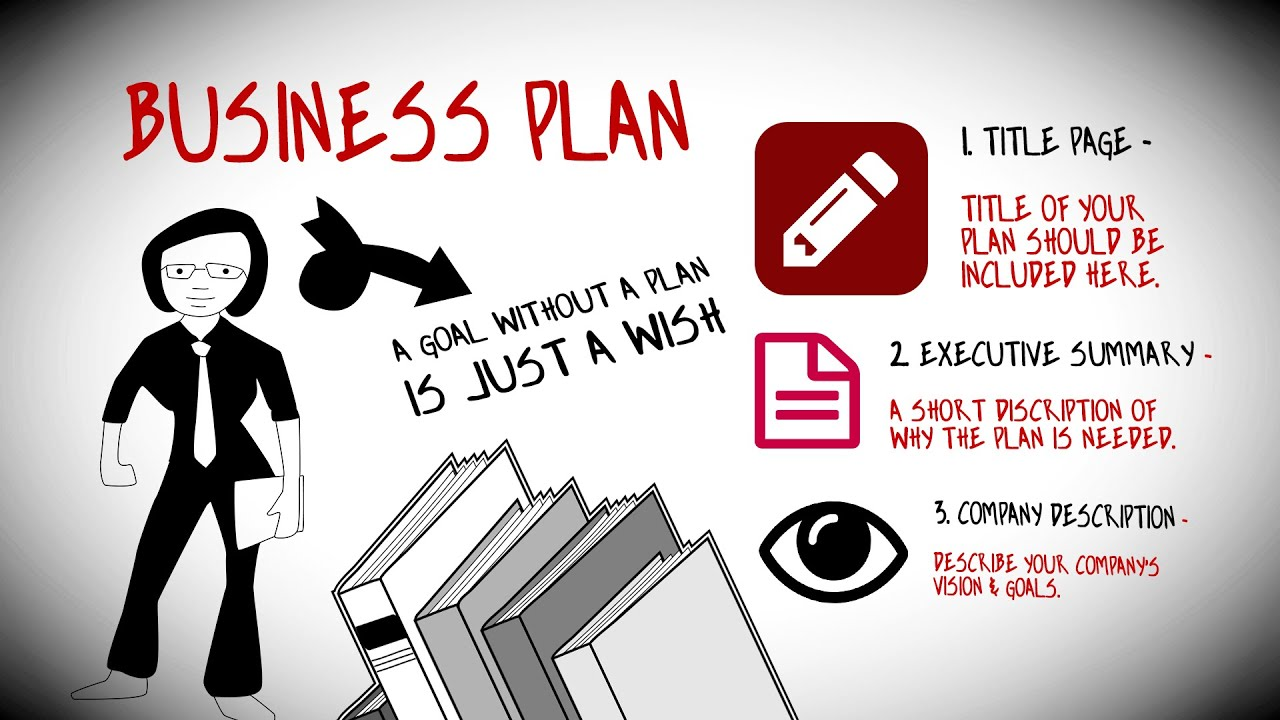 BUSINESS PLAN
A GOAL WITHOUT A PLAN
IS JUST A WISH
1. TITLE PAGE -
TITLE OF YOUR
PLAN SHOULD BE
INCLUDED HERE.
2 EXECUTIVE SUMMARY -
A SHORT DISCRIPTION OF
WHY THE PLAN IS NEEDED.
3. COMPANY DESCRIPTION -
DESCRIBE YOUR COMPANY'S
VISION & GOALS.